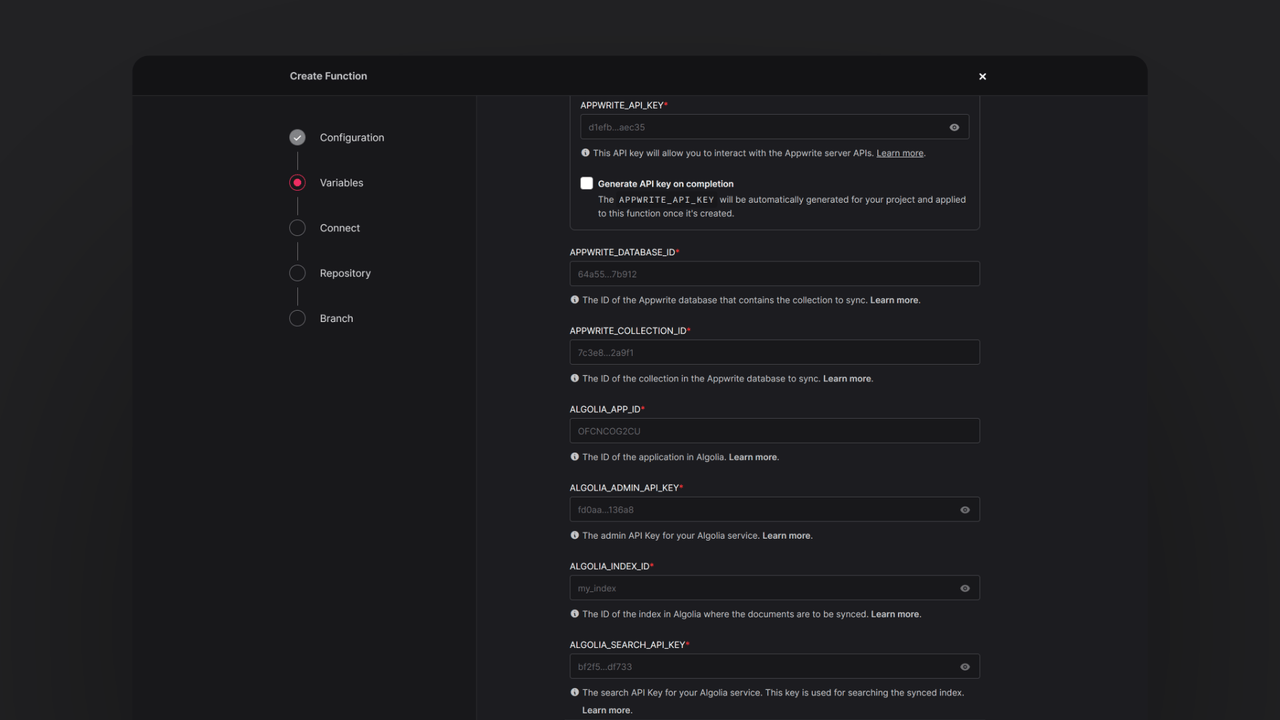 Create Function
Configuration
Variables
Connect
Repository
Branch
APPWRITE_API_KEY*
d1efb...aec35
This API key will allow you to interact with the Appwrite server APIs. Learn more.
Generate API key on completion
The APPWRITE_API_KEY will be automatically generated for your project and applied
to this function once it's created.
APPWRITE_DATABASE_ID*
64a55...7b912
The ID of the Appwrite database that contains the collection to sync. Learn more.
APPWRITE_COLLECTION_ID*
7c3e8...2a9f1
The ID of the collection in the Appwrite database to sync. Learn more.
ALGOLIA_APP_ID*
OFCNCOG2CU
The ID of the application in Algolia. Learn more.
ALGOLIA_ADMIN_API_KEY*
fd0aa...136a8
The admin API Key for your Algolia service. Learn more.
ALGOLIA_INDEX_ID*
my_index
The ID of the index in Algolia where the documents are to be synced. Learn more.
ALGOLIA_SEARCH_API_KEY*
bf2f5...df733
The search API Key for your Algolia service. This key is used for searching the synced index.
Learn more.